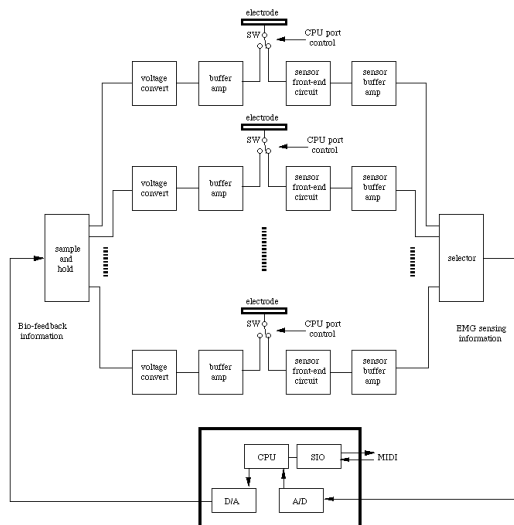 electrode
SW
CPU port
control
voltage
convert
buffer
amp
sensor
front-end
circuit
sensor
buffer
amp
electrode
SW
CPU port
control
voltage
convert
buffer
amp
sensor
front-end
circuit
sensor
buffer
amp
sample
and
hold
selector
electrode
SW
CPU port
control
Bio-feedback
information
EMG sensing
information
voltage
convert
buffer
amp
sensor
front-end
circuit
sensor
buffer
amp
CPU
SIO
MIDI
D/A
A/D